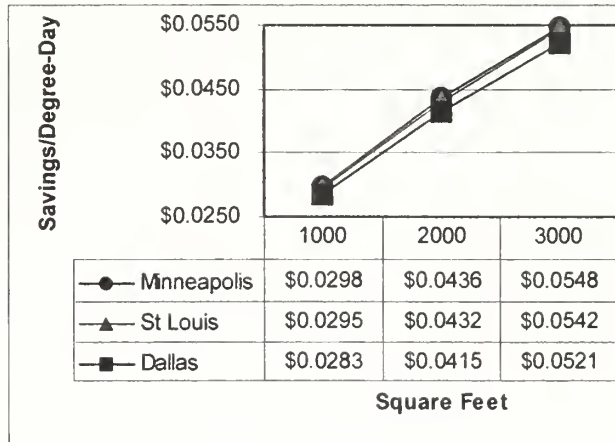 $0.0550
$0.0450
$0.0350
$0.0250
Savings/Degree-Day
1000 2000 3000
Minneapolis $0.0298 $0.0436 $0.0548
St Louis $0.0295 $0.0432 $0.0542
Dallas $0.0283 $0.0415 $0.0521
Square Feet